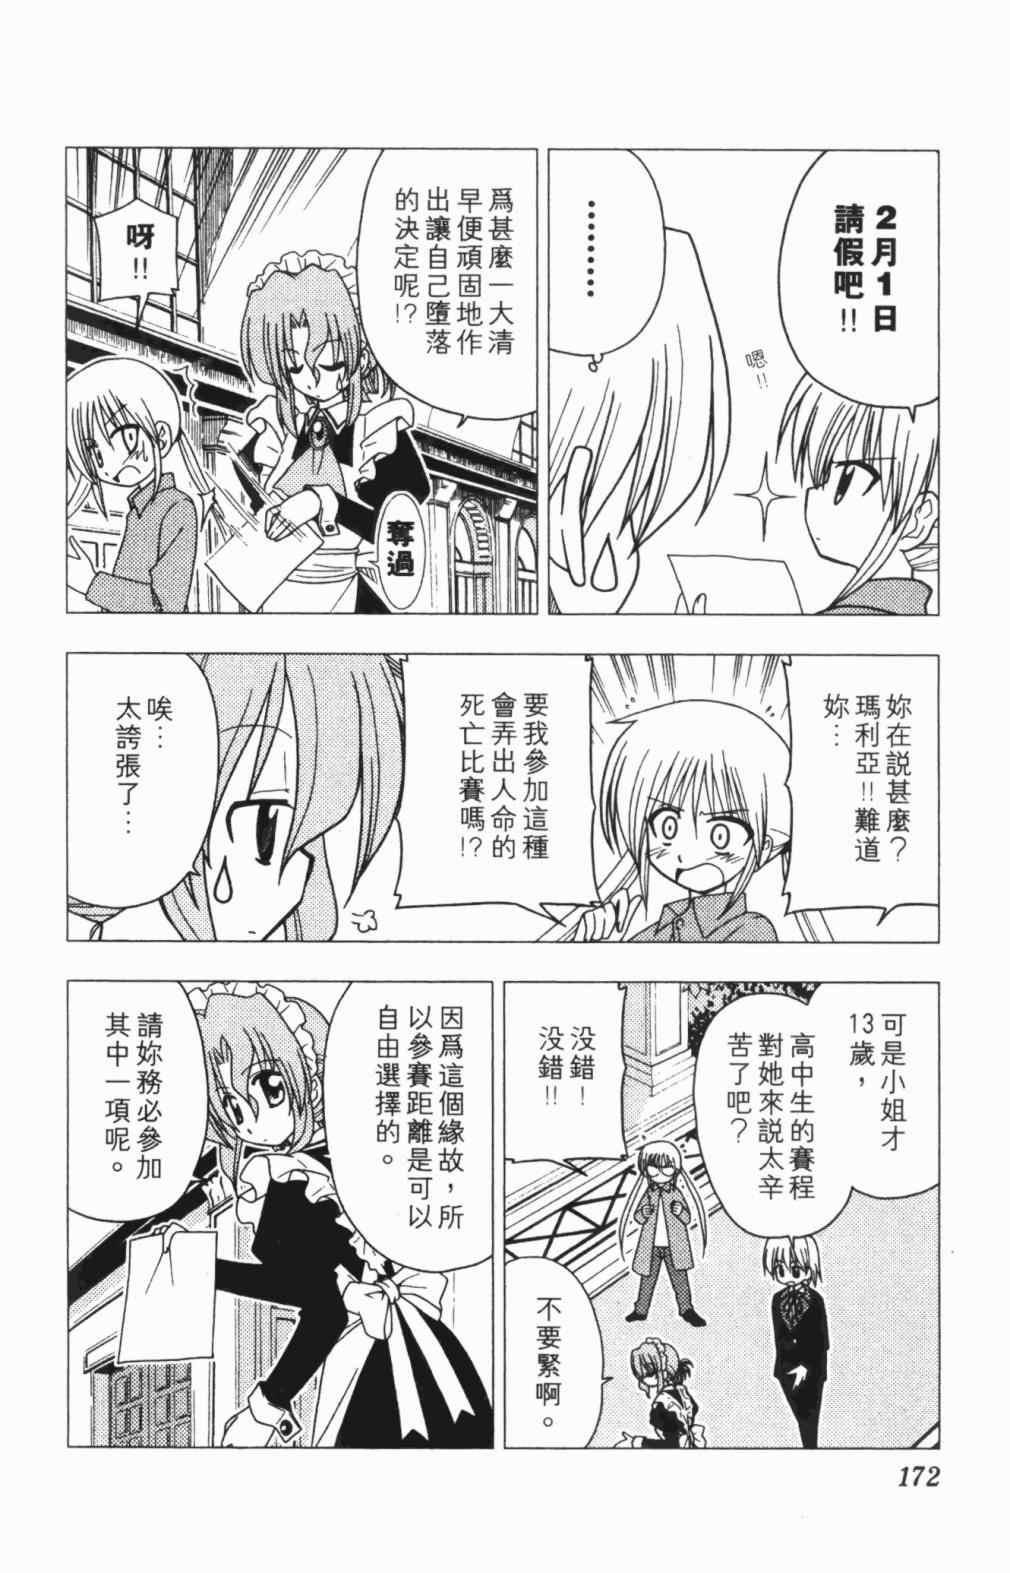 2月1日
請假吧!!
嗯!!
………
爲甚麼一大清
早便頑固地作
出讓自己墮落
的決定呢!?
奪過
呀!!
妳在説甚麼?
瑪利亞!!難道
妳…
要我參加這種
會弄出人命的
死亡比賽嗎!?
唉…
太誇張了…
可是小姐才
13歲,
高中生的賽程
對她來說太辛
苦了吧?
没錯!
没錯!!
不要緊啊。
因爲這個緣故,所
以參賽距離是可以
自由選擇的。
請妳務必參加
其中一項呢。
172